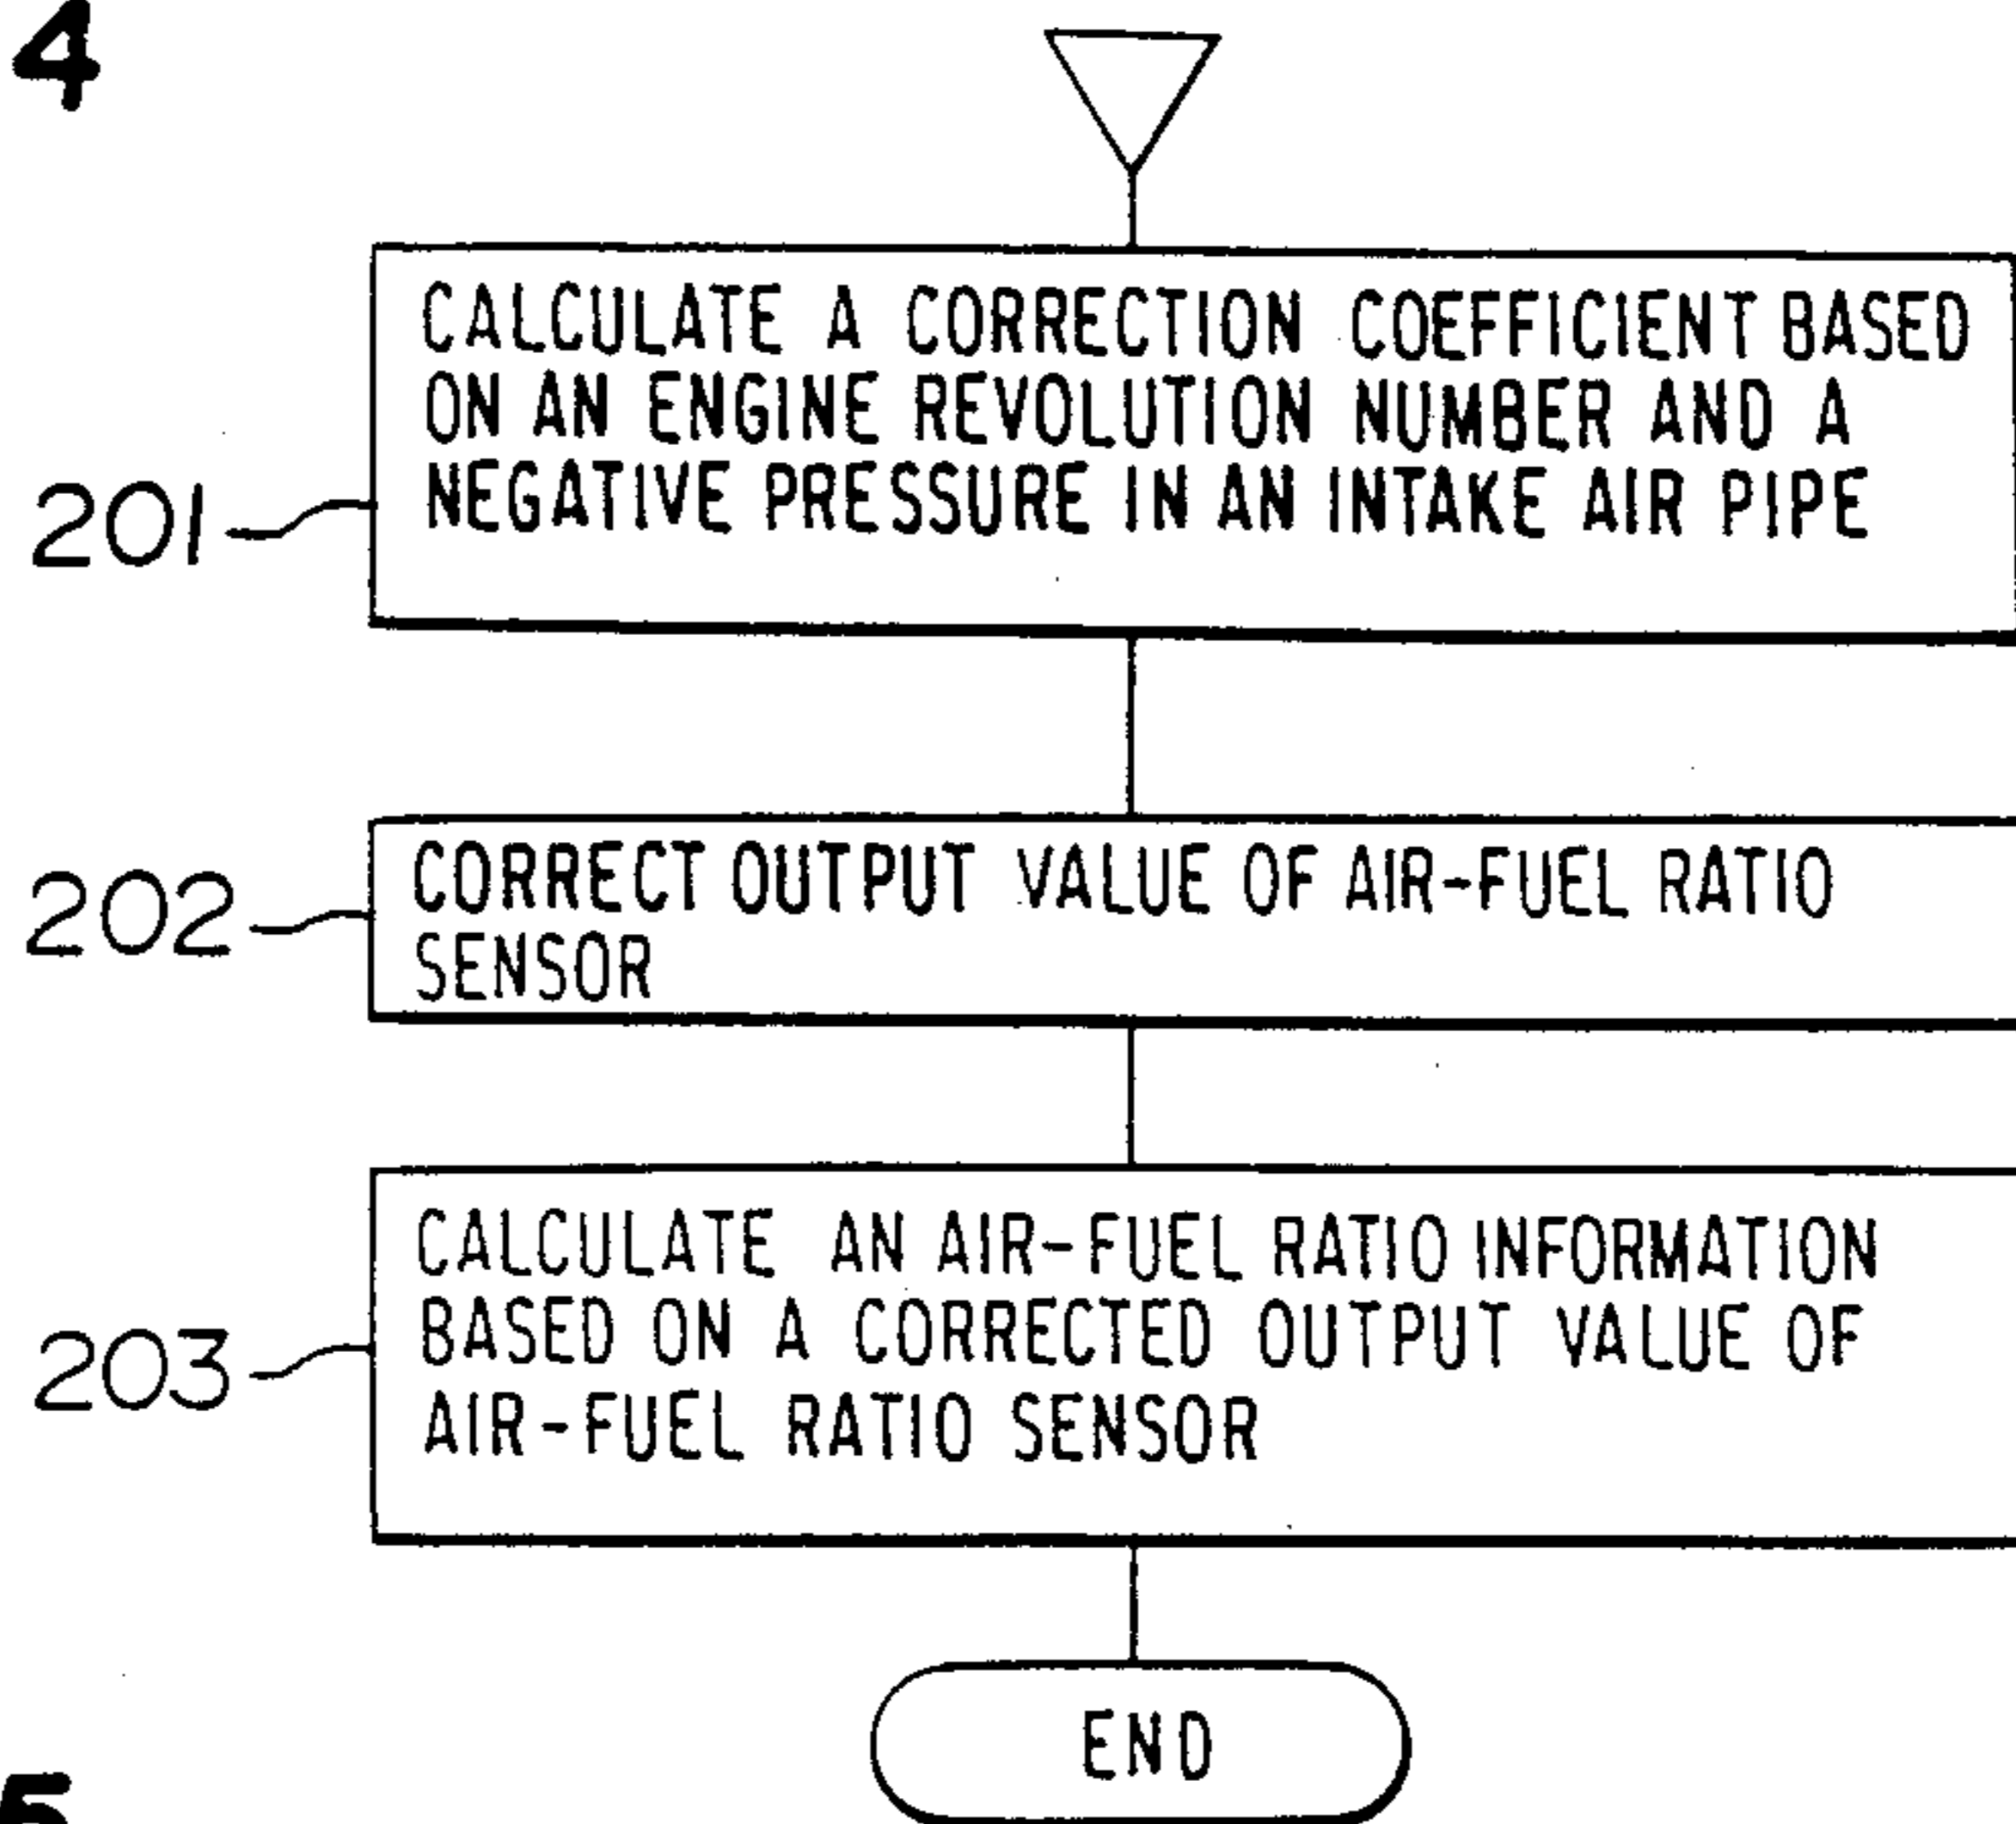 4
CALCULATE A CORRECTION COEFFICIENT BASED
ON AN ENGINE REVOLUTION NUMBER AND A
NEGATIVE PRESSURE IN AN INTAKE AIR PIPE
201
CORRECT OUTPUT VALUE OF AIR-FUEL RATIO
SENSOR
202
CALCULATE AN AIR-FUEL RATIO INFORMATION
BASED ON A CORRECTED OUTPUT VALUE OF
AIR-FUEL RATIO SENSOR
203
END
5